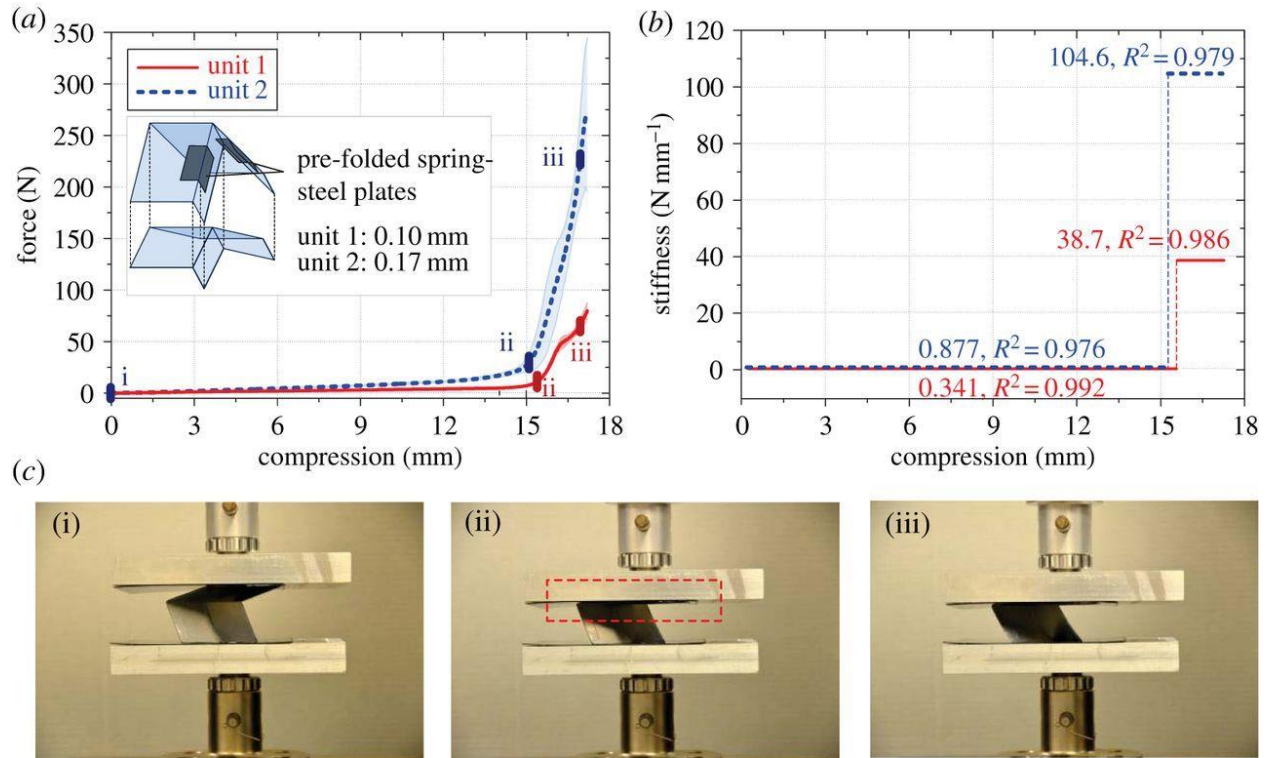 (a)
350
300
250
200
150
100
50
0
force (N)
unit 1
unit 2
pre-folded spring-
steel plates
unit 1: 0.10 mm
unit 2: 0.17 mm
i
ii
iii
ii
iii
0 3 6 9 12 15 18
compression (mm)
(b)
120
100
80
60
40
20
0
stiffness (N mm⁻¹)
104.6, R² = 0.979
38.7, R² = 0.986
0.877, R² = 0.976
0.341, R² = 0.992
0 3 6 9 12 15 18
compression (mm)
(c)
(i)
(ii)
(iii)